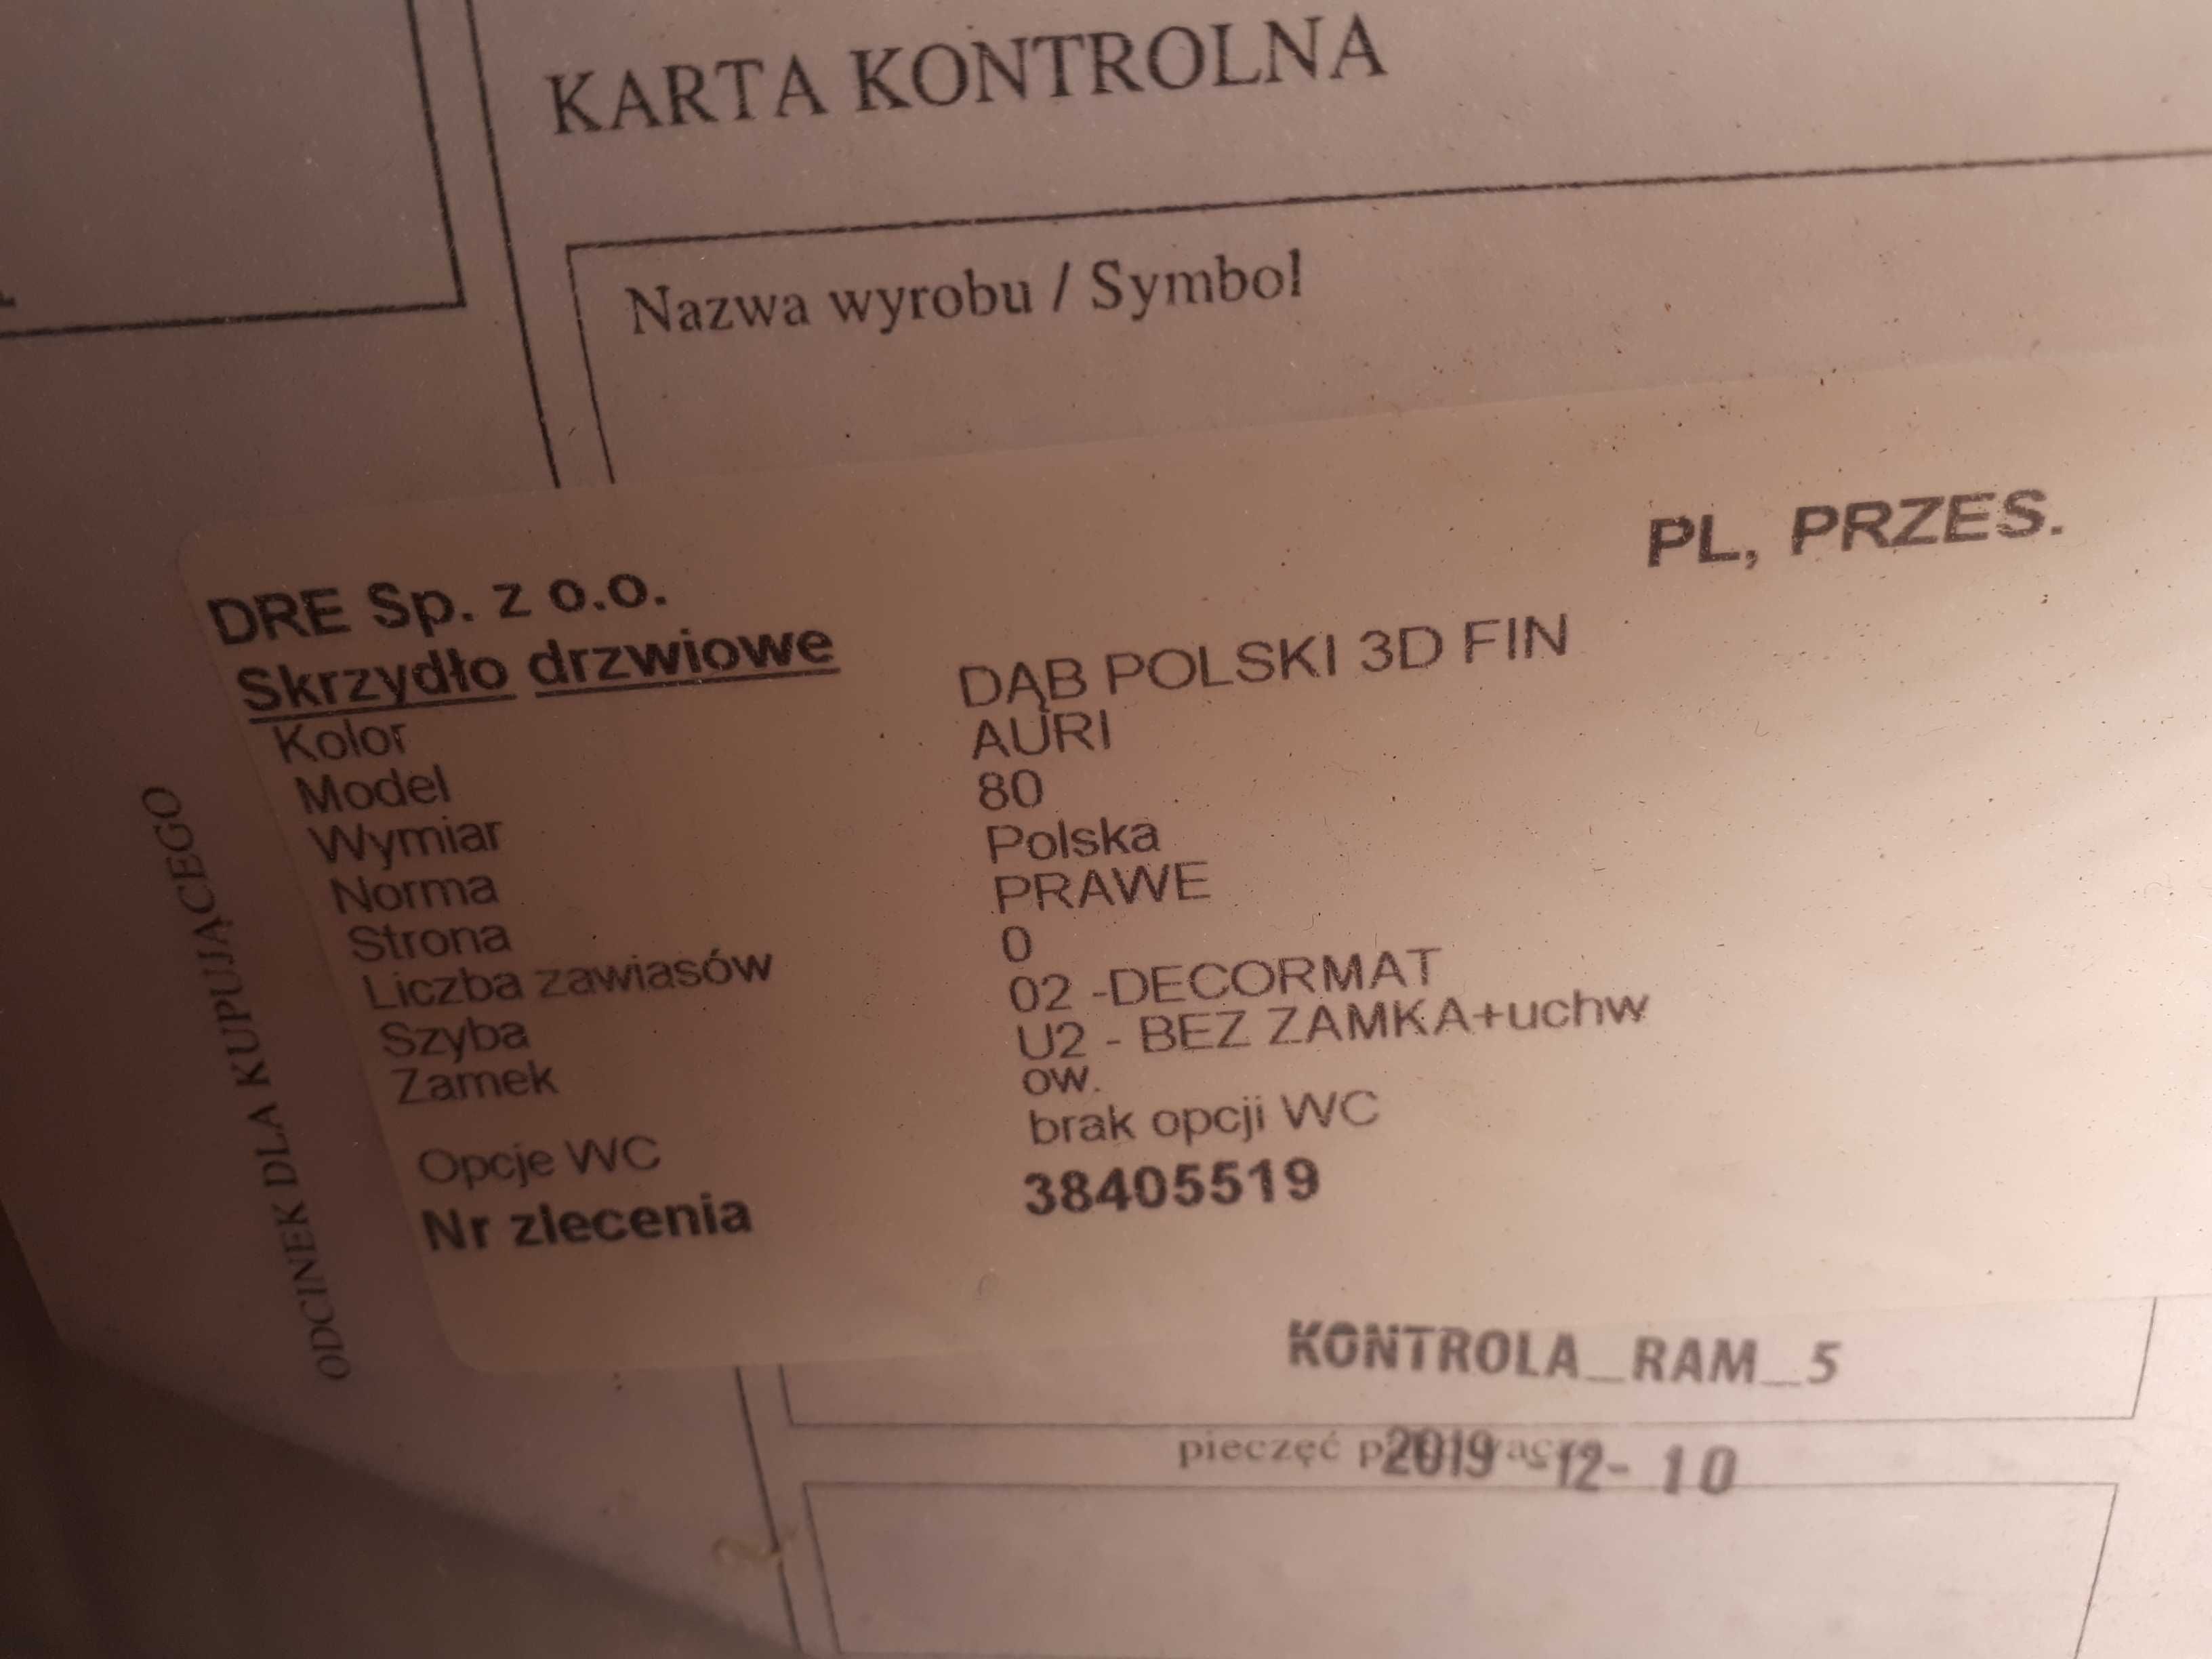 KARTA KONTROLNA
Nazwa wyrobu / Symbol
PL, PRZES.
DRE Sp. z o.o.
Skrzydło drzwiowe
Kolor DĄB POLSKI 3D FIN
Model AURI
Wymiar 80
Norma Polska
Strona PRAWE
Liczba zawiasów 0
Szyba 02 -DECORMAT
Zamek U2 - BEZ ZAMKA+uchw
ow.
Opcje WC brak opcji WC
Nr zlecenia 38405519
ODCINEK DLA KUPUJĄCEGO
KONTROLA_RAM_5
pieczęć
2019 -12- 10